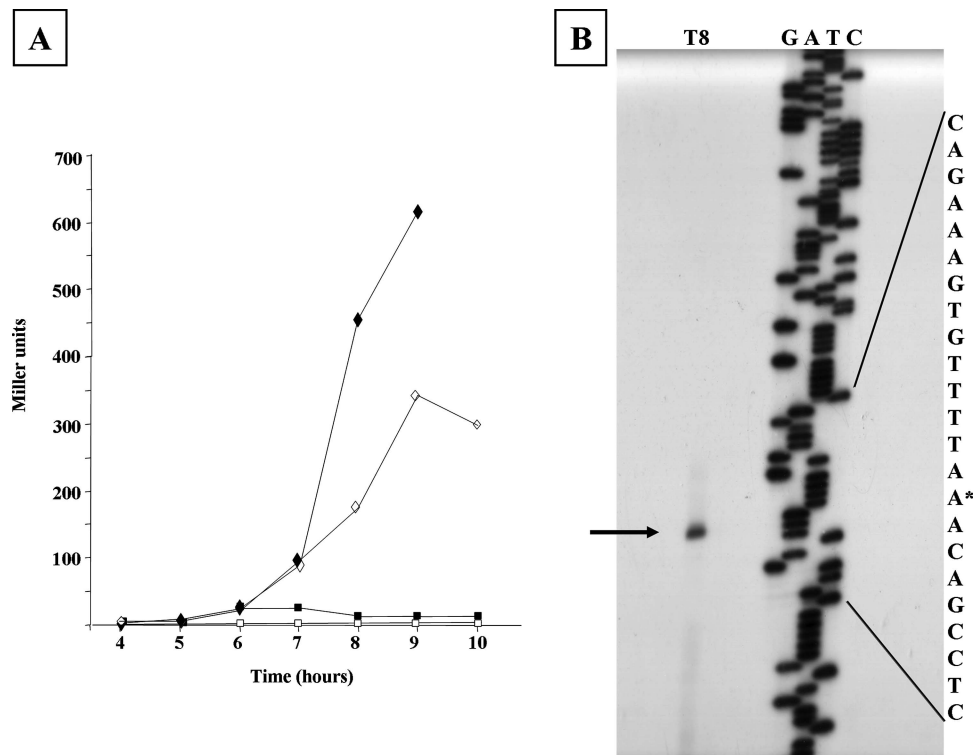 A
700
600
500
400
300
200
100
Miller units
4 5 6 7 8 9 10
Time (hours)
B
T8 G A T C
C
A
G
A
A
A
G
T
G
T
T
T
T
A
A*
A
C
A
G
C
C
T
C